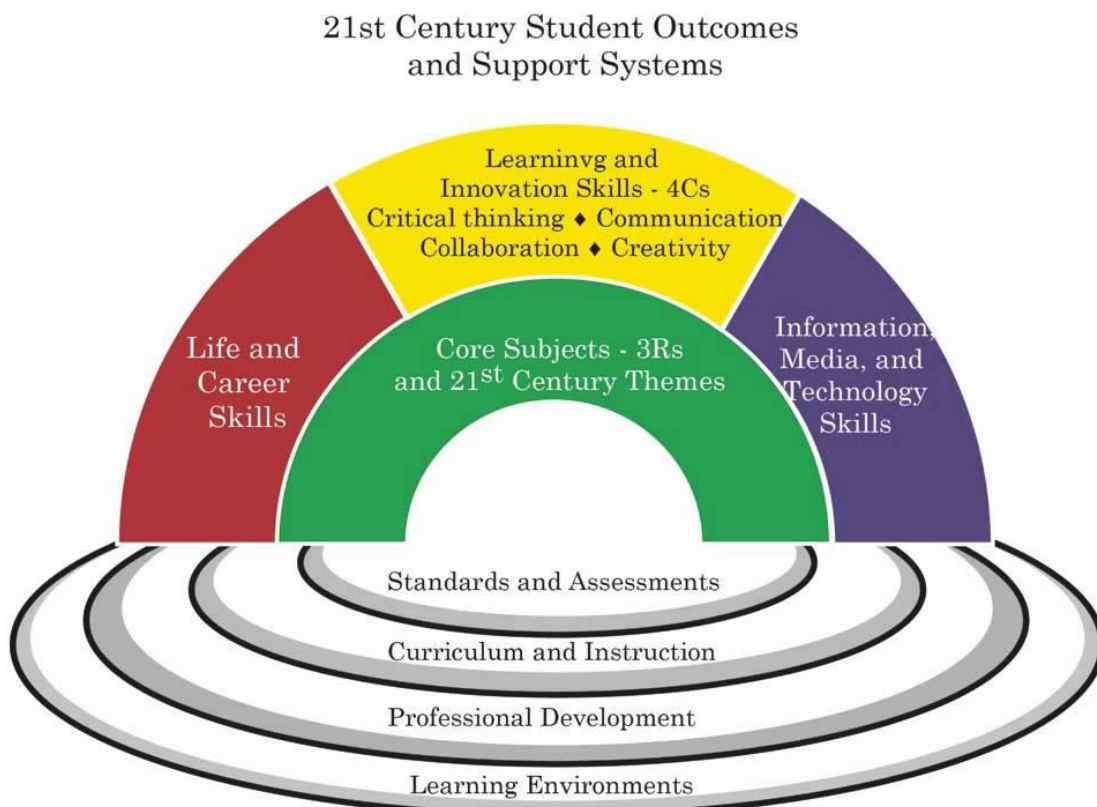 21st Century Student Outcomes
and Support Systems
Learninvg and
Innovation Skills - 4Cs
Critical thinking ♦ Communication
Collaboration ♦ Creativity
Life and
Career
Skills
Core Subjects - 3Rs
and 21st Century Themes
Information,
Media, and
Technology
Skills
Standards and Assessments
Curriculum and Instruction
Professional Development
Learning Environments